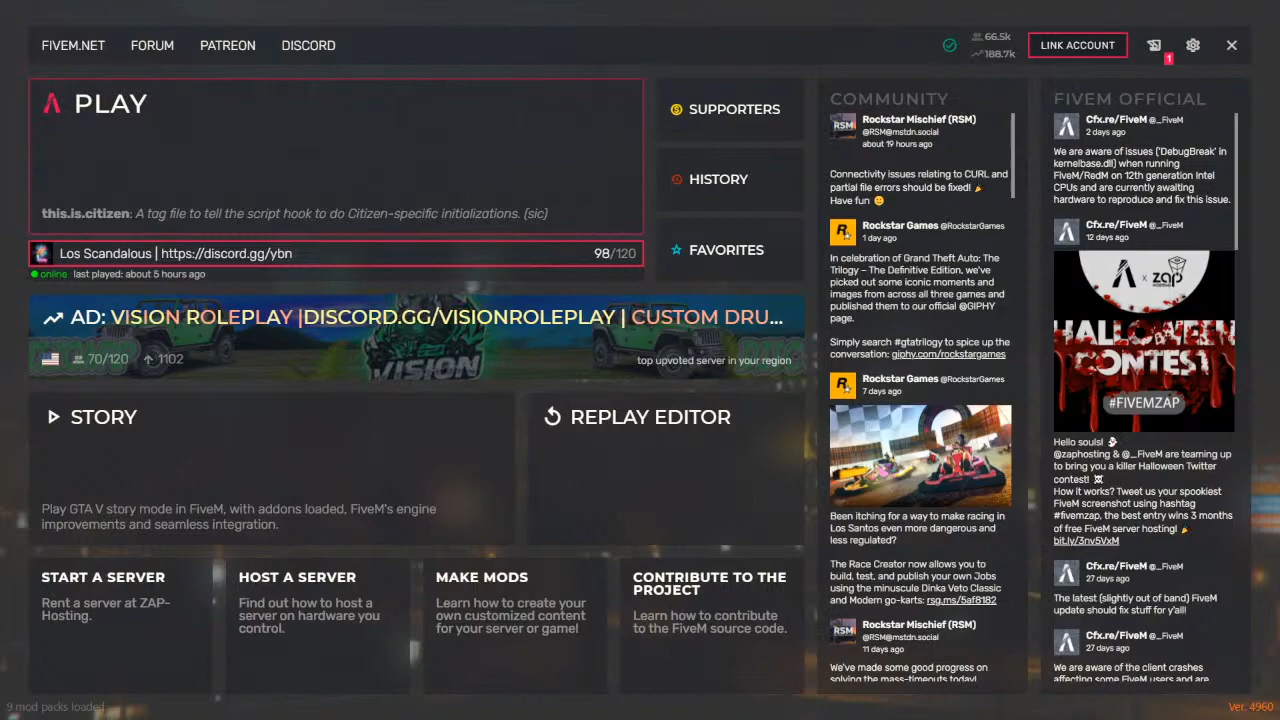 FIVEM.NET
FORUM
PATREON
DISCORD
66.5k
188.7k
LINK ACCOUNT
1
PLAY
this.is.citizen: A tag file to tell the script hook to do Citizen-specific initializations. (sic)
Los Scandalous | https://discord.gg/ybn
98/120
online last played: about 5 hours ago
SUPPORTERS
HISTORY
FAVORITES
AD: VISION ROLEPLAY |DISCORD.GG/VISIONROLEPLAY | CUSTOM DRU...
VISION
70/120
1102
top upvoted server in your region
STORY
Play GTA V story mode in FiveM, with addons loaded, FiveM's engine
improvements and seamless integration.
REPLAY EDITOR
START A SERVER
Rent a server at ZAP-
Hosting.
HOST A SERVER
Find out how to host a
server on hardware you
control.
MAKE MODS
Learn how to create your
own customized content
for your server or game!
CONTRIBUTE TO THE
PROJECT
Learn how to contribute
to the FiveM source code.
COMMUNITY
RSM
Rockstar Mischief (RSM)
@RSM@mstdn.social
about 19 hours ago
Connectivity issues relating to CURL and
partial file errors should be fixed! 🎉
Have fun 🙂
Rockstar Games @RockstarGames
1 day ago
In celebration of Grand Theft Auto: The
Trilogy – The Definitive Edition, we've
picked out some iconic moments and
images from across all three games and
published them to our official @GIPHY
page.
Simply search #gtatrilogy to spice up the
conversation: giphy.com/rockstargames
Rockstar Games @RockstarGames
7 days ago
Been itching for a way to make racing in
Los Santos even more dangerous and
less regulated?
The Race Creator now allows you to
build, test, and publish your own Jobs
using the minuscule Dinka Veto Classic
and Modern go-karts: rsg.ms/5af8182
RSM
Rockstar Mischief (RSM)
@RSM@mstdn.social
11 days ago
We've made some good progress on
solving the mass-timeouts today!
FIVEM OFFICIAL
Cfx.re/FiveM @_FiveM
2 days ago
We are aware of issues ('DebugBreak' in
kernelbase.dll) when running
FiveM/RedM on 12th generation Intel
CPUs and are currently awaiting
hardware to reproduce and fix this issue.
Cfx.re/FiveM @_FiveM
12 days ago
x zap
HOSTING
HALLOWEEN
CONTEST
#FIVEMZAP
Hello souls! 👻
@zaphosting & @_FiveM are teaming up
to bring you a killer Halloween Twitter
contest! ☠
How it works? Tweet us your spookiest
FiveM screenshot using hashtag
#fivemzap, the best entry wins 3 months
of free FiveM server hosting! 🎉
bit.ly/3nv5VxM
Cfx.re/FiveM @_FiveM
27 days ago
The latest (slightly out of band) FiveM
update should fix stuff for y'all!
Cfx.re/FiveM @_FiveM
27 days ago
We are aware of the client crashes
affecting some FiveM users and are
9 mod packs loaded
Ver. 4960